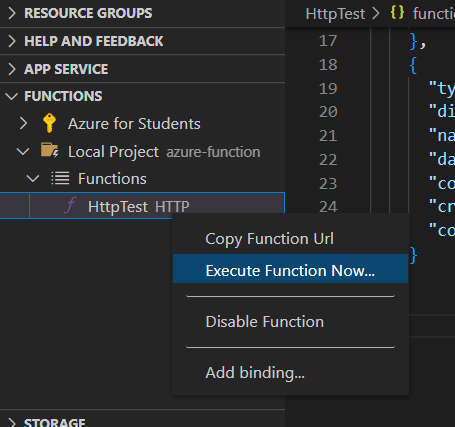 RESOURCE GROUPS
HELP AND FEEDBACK
APP SERVICE
FUNCTIONS
Azure for Students
Local Project azure-function
Functions
HttpTest HTTP
STORAGE
HttpTest > {} functi
17 },
18 {
19 "ty
20 "di
21 "na
22 "da
23 "co
24 "cn
"co
}
Copy Function Url
Execute Function Now...
Disable Function
Add binding...